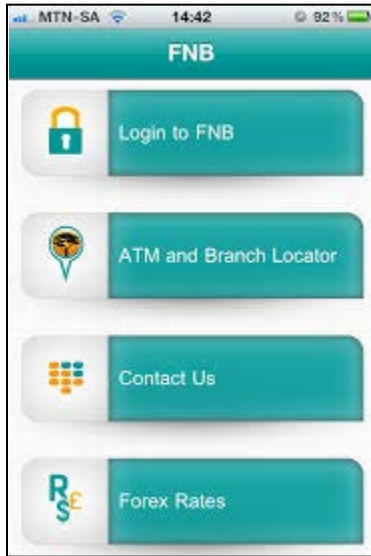 MTN-SA 14:42 92%
FNB
Login to FNB
ATM and Branch Locator
Contact Us
R$£ Forex Rates